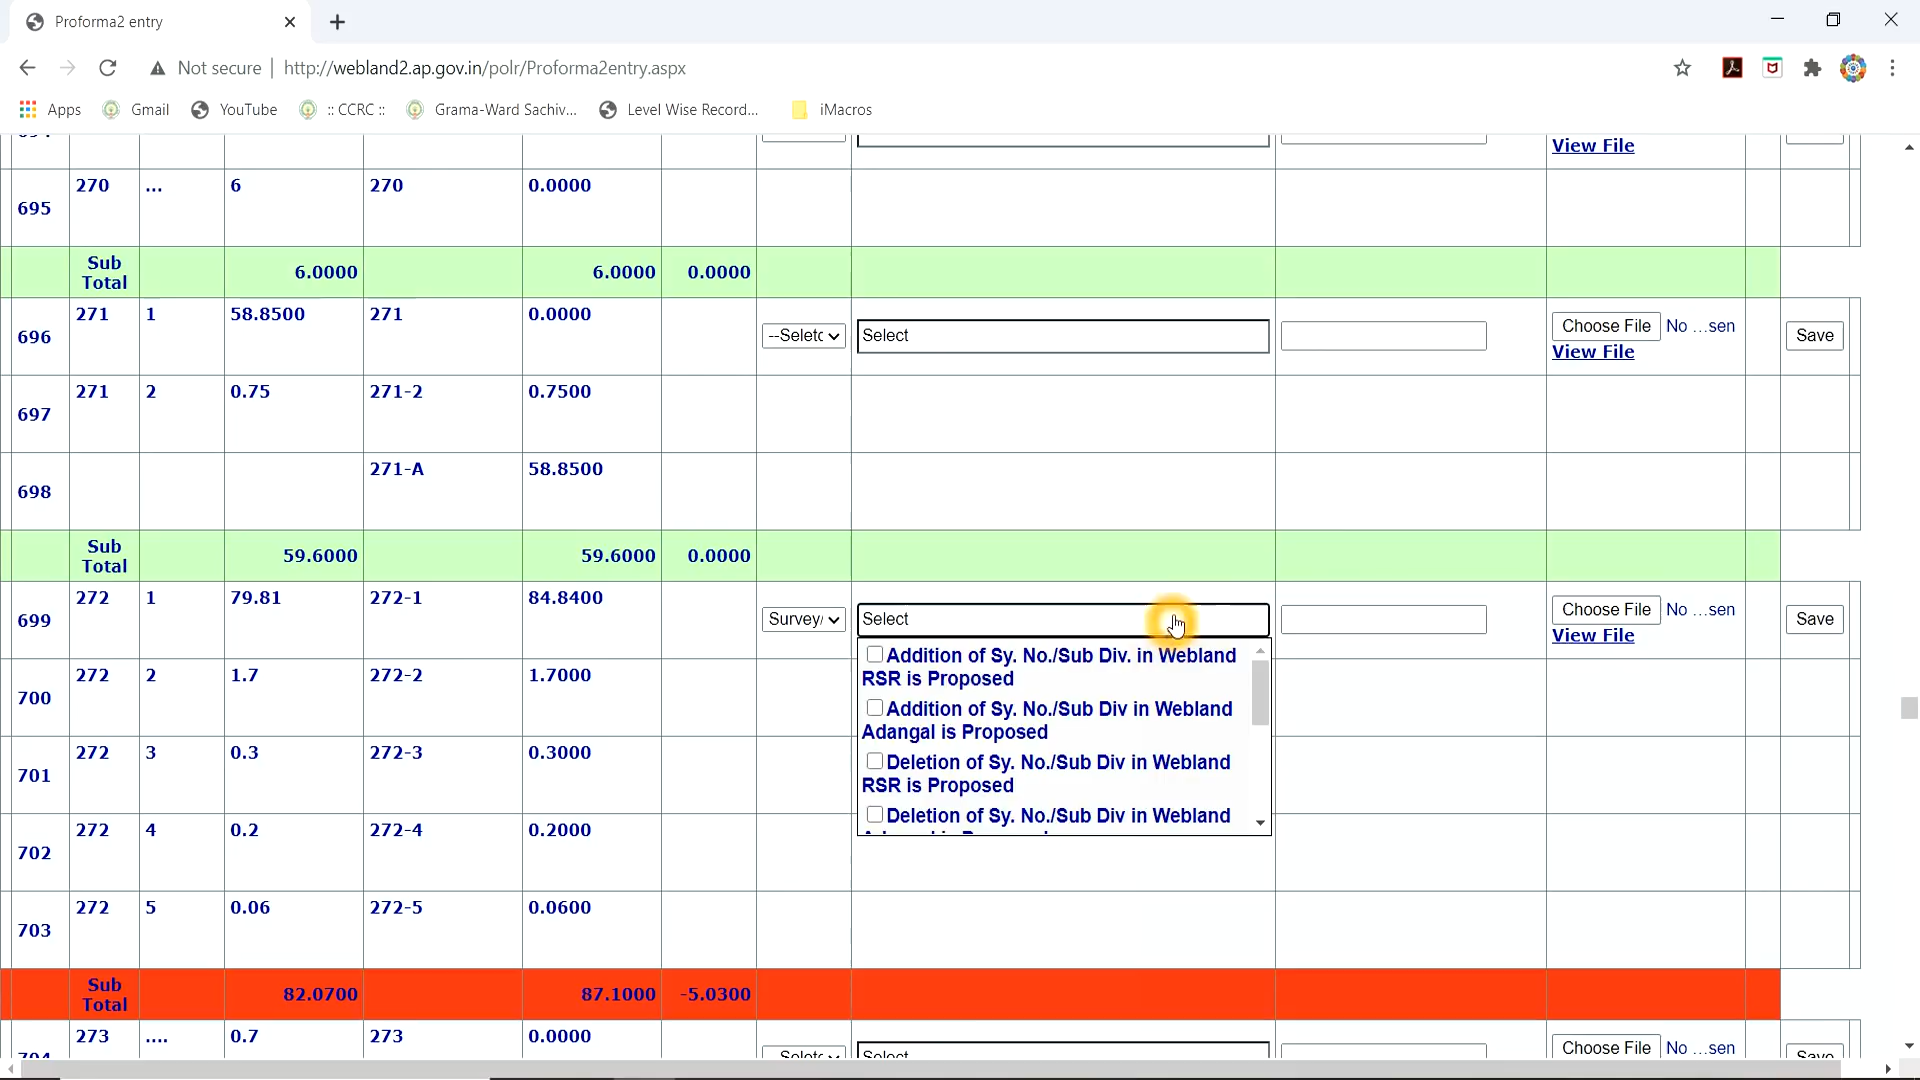 Proforma2 entry
Not secure
http://webland2.ap.gov.in/polr/Proforma2entry.aspx
Apps Gmail YouTube :: CCRC :: Grama-Ward Sachiv... Level Wise Record... iMacros
View File
695 270 ... 6 270 0.0000
Sub Total 6.0000 6.0000 0.0000
696 271 1 58.8500 271 0.0000 Select Choose File No ...sen Save
View File
697 271 2 0.75 271-2 0.7500
698 271-A 58.8500
Sub Total 59.6000 59.6000 0.0000
699 272 1 79.81 272-1 84.8400 Survey/ Select Choose File No ...sen Save
View File
Addition of Sy. No./Sub Div. in Webland
RSR is Proposed
700 272 2 1.7 272-2 1.7000
Addition of Sy. No./Sub Div in Webland
Adangal is Proposed
701 272 3 0.3 272-3 0.3000
Deletion of Sy. No./Sub Div in Webland
RSR is Proposed
702 272 4 0.2 272-4 0.2000
Deletion of Sy. No./Sub Div in Webland
703 272 5 0.06 272-5 0.0600
Sub Total 82.0700 87.1000 -5.0300
273 .... 0.7 273 0.0000 Choose File No ...sen